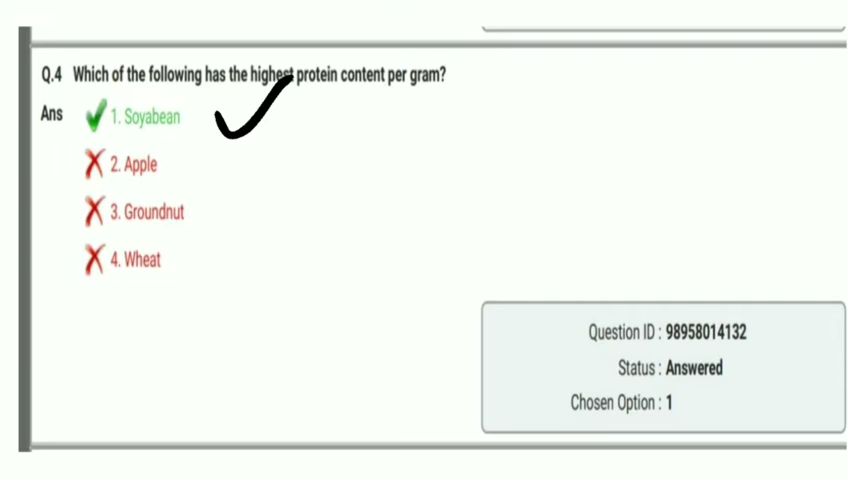 Q.4 Which of the following has the highest protein content per gram?
Ans 1. Soyabean
2. Apple
3. Groundnut
4. Wheat
Question ID : 98958014132
Status : Answered
Chosen Option : 1